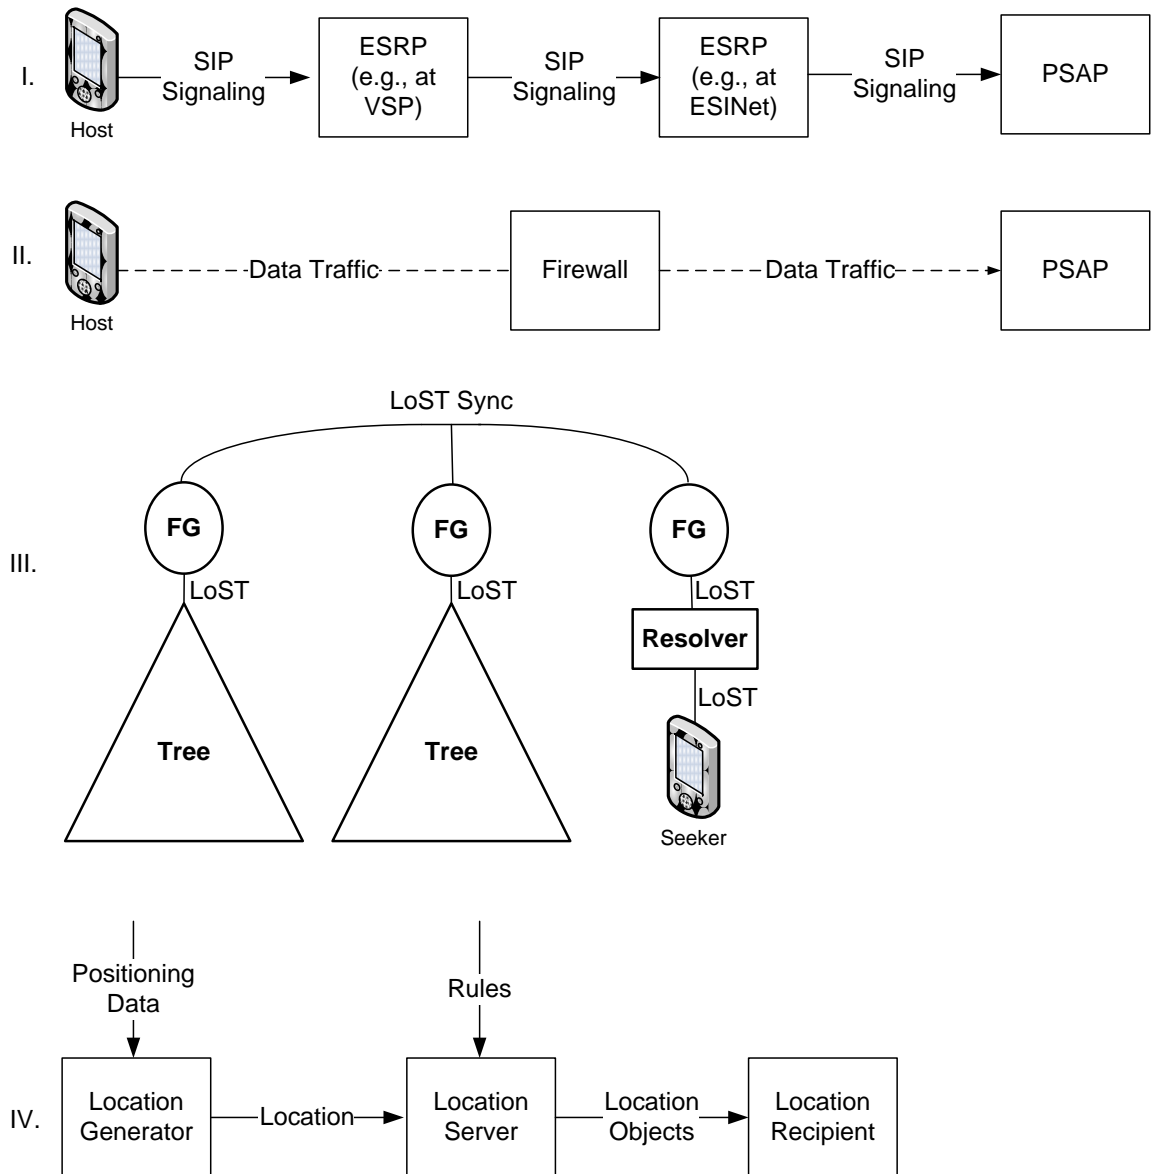 I.
Host
SIP
Signaling
ESRP
(e.g., at
VSP)
SIP
Signaling
ESRP
(e.g., at
ESINet)
SIP
Signaling
PSAP
II.
Host
Data Traffic
Firewall
Data Traffic
PSAP
LoST Sync
III.
FG
FG
FG
LoST
LoST
LoST
Resolver
LoST
Tree
Tree
Seeker
Positioning
Data
Rules
IV.
Location
Generator
Location
Location
Server
Location
Objects
Location
Recipient